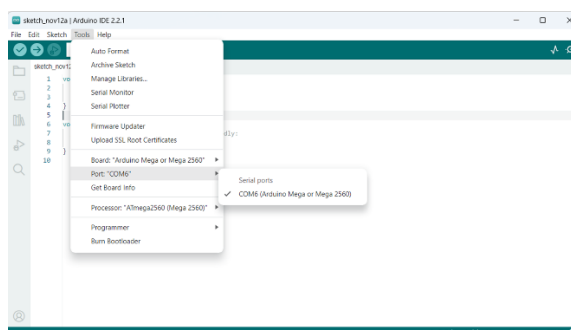 sketch_nov12a | Arduino IDE 2.2.1
File Edit Sketch Tools Help
Auto Format
Archive Sketch
Manage Libraries...
Serial Monitor
Serial Plotter
Firmware Updater
Upload SSL Root Certificates
Board: "Arduino Mega or Mega 2560"
Port: "COM6"
Get Board Info
Processor: "ATmega2560 (Mega 2560)"
Programmer
Burn Bootloader
Serial ports
COM6 (Arduino Mega or Mega 2560)
sketch_nov12
1 vo
2
3
4 }
5
6 vo
7 dly:
8
9 }
10